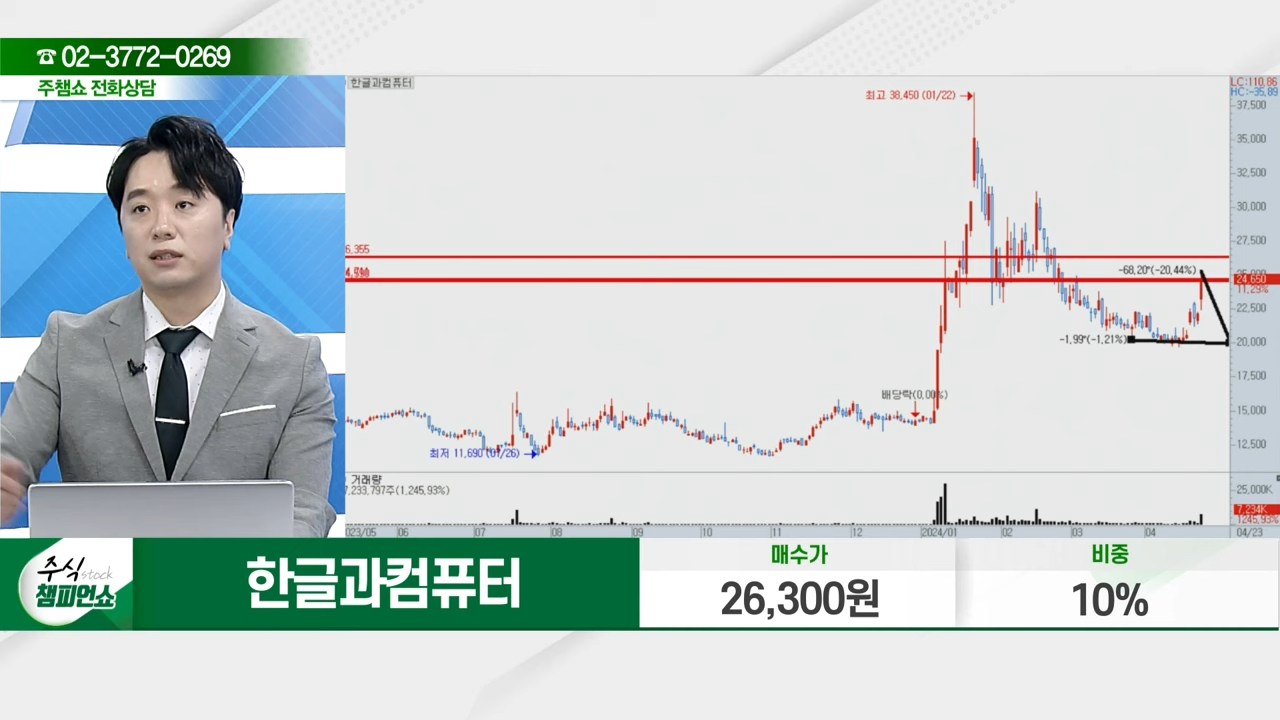 ☎ 02-3772-0269
주챔쇼 전화상담
한글과컴퓨터
LC:110.86
HC:-35.89
최고 38,450 (01/22)
37,500
35,000
32,500
30,000
27,500
6,355
-68,20*(-20,44%)
24,650
11,29%
22,500
-1,99*(-1,21%)
20,000
17,500
배당락(0,00%)
15,000
최저 11,690 (07/26)
12,500
거래량
7,233,797주(1,245,93%)
25,000K
7,234K
1245,93%
023/05 06 07 08 09 10 11 12 2024/01 02 03 04 04/23
주식 stock
챔피언쇼
한글과컴퓨터
매수가
26,300원
비중
10%